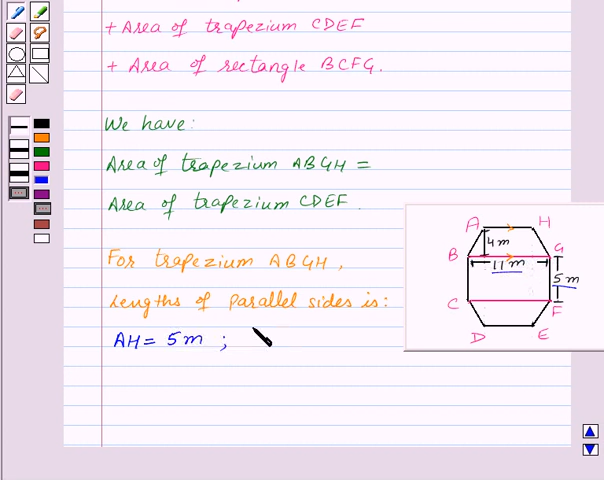 + Area of trapezium CDEF
+ Area of rectangle BCFG.
We have:
Area of trapezium ABGH =
Area of trapezium CDEF.
For trapezium ABGH,
Lengths of parallel sides is:
AH = 5m ;
A H
4m
B G
11 m
5m
C F
D E